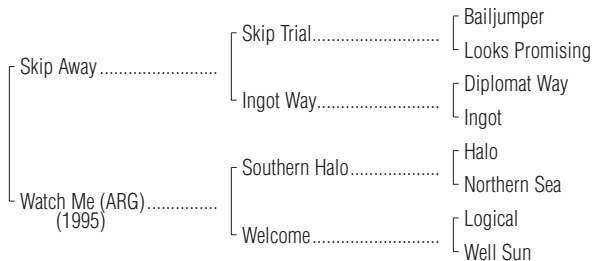 Bailjumper
Skip Trial................................
Looks Promising
Skip Away.............................
Diplomat Way
Ingot Way..............................
Ingot
Halo
Southern Halo......................
Northern Sea
Watch Me (ARG)..................
(1995)
Logical
Welcome................................
Well Sun